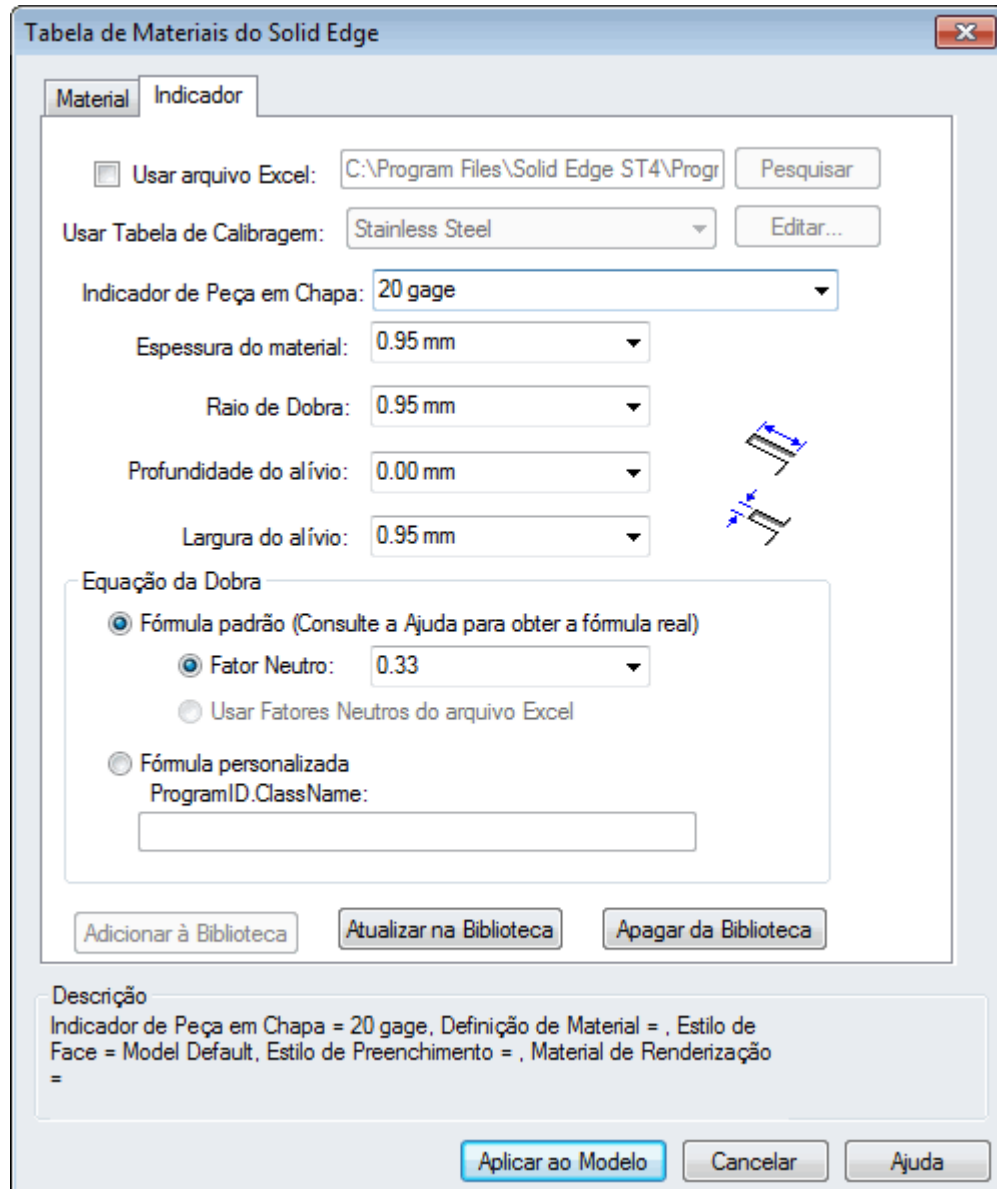 Tabela de Materiais do Solid Edge
Material
Indicador
Usar arquivo Excel:
C:\Program Files\Solid Edge ST4\Progr
Pesquisar
Usar Tabela de Calibragem:
Stainless Steel
Editar...
Indicador de Peça em Chapa:
20 gage
Espessura do material:
0.95 mm
Raio de Dobra:
0.95 mm
Profundidade do alívio:
0.00 mm
Largura do alívio:
0.95 mm
Equação da Dobra
Fórmula padrão (Consulte a Ajuda para obter a fórmula real)
Fator Neutro:
0.33
Usar Fatores Neutros do arquivo Excel
Fórmula personalizada
ProgramID.ClassName:
Adicionar à Biblioteca
Atualizar na Biblioteca
Apagar da Biblioteca
Descrição
Indicador de Peça em Chapa = 20 gage, Definição de Material = , Estilo de
Face = Model Default, Estilo de Preenchimento = , Material de Renderização
=
Aplicar ao Modelo
Cancelar
Ajuda